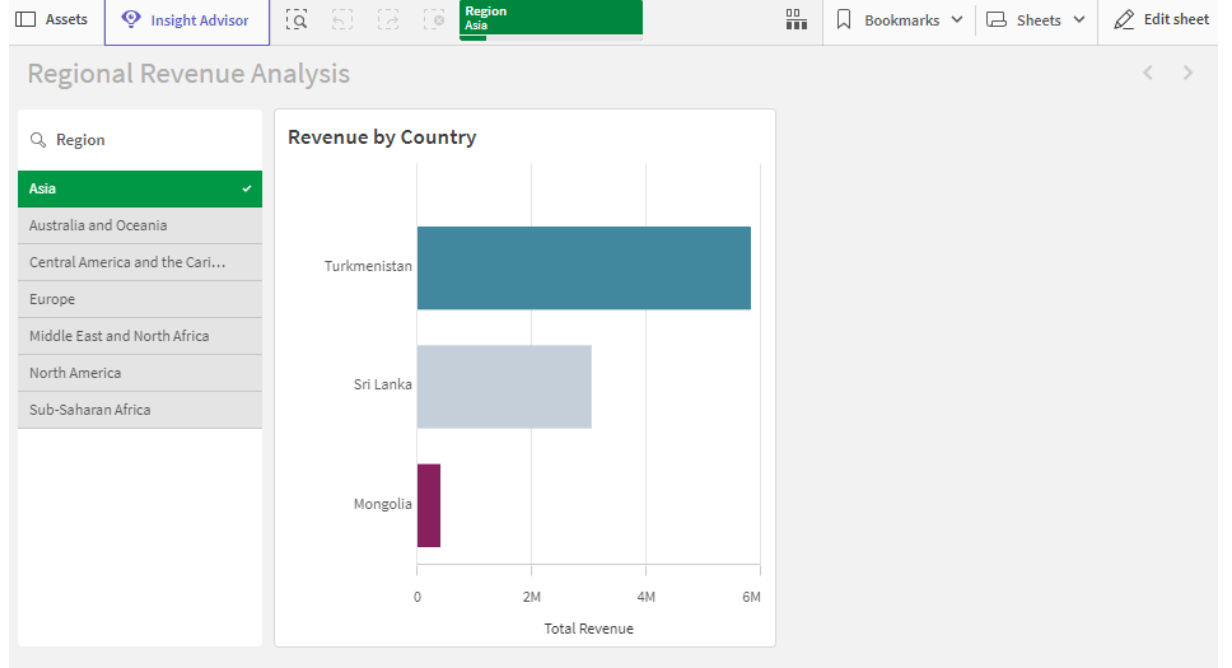 Assets Insight Advisor Region Bookmarks Sheets Edit sheet
Asia
Regional Revenue Analysis
Region
Asia
Australia and Oceania
Central America and the Cari...
Europe
Middle East and North Africa
North America
Sub-Saharan Africa
Revenue by Country
Turkmenistan
Sri Lanka
Mongolia
0 2M 4M 6M
Total Revenue